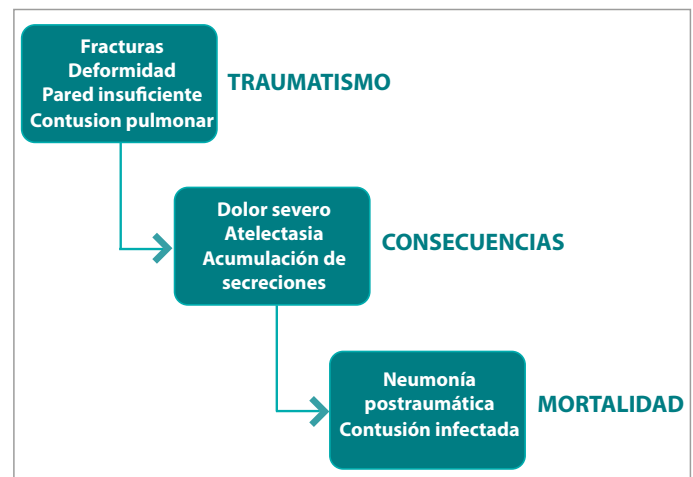 Fracturas
Deformidad
Pared insuficiente
Contusion pulmonar
TRAUMATISMO
Dolor severo
Atelectasia
Acumulación de
secreciones
CONSECUENCIAS
Neumonía
postraumática
Contusión infectada
MORTALIDAD